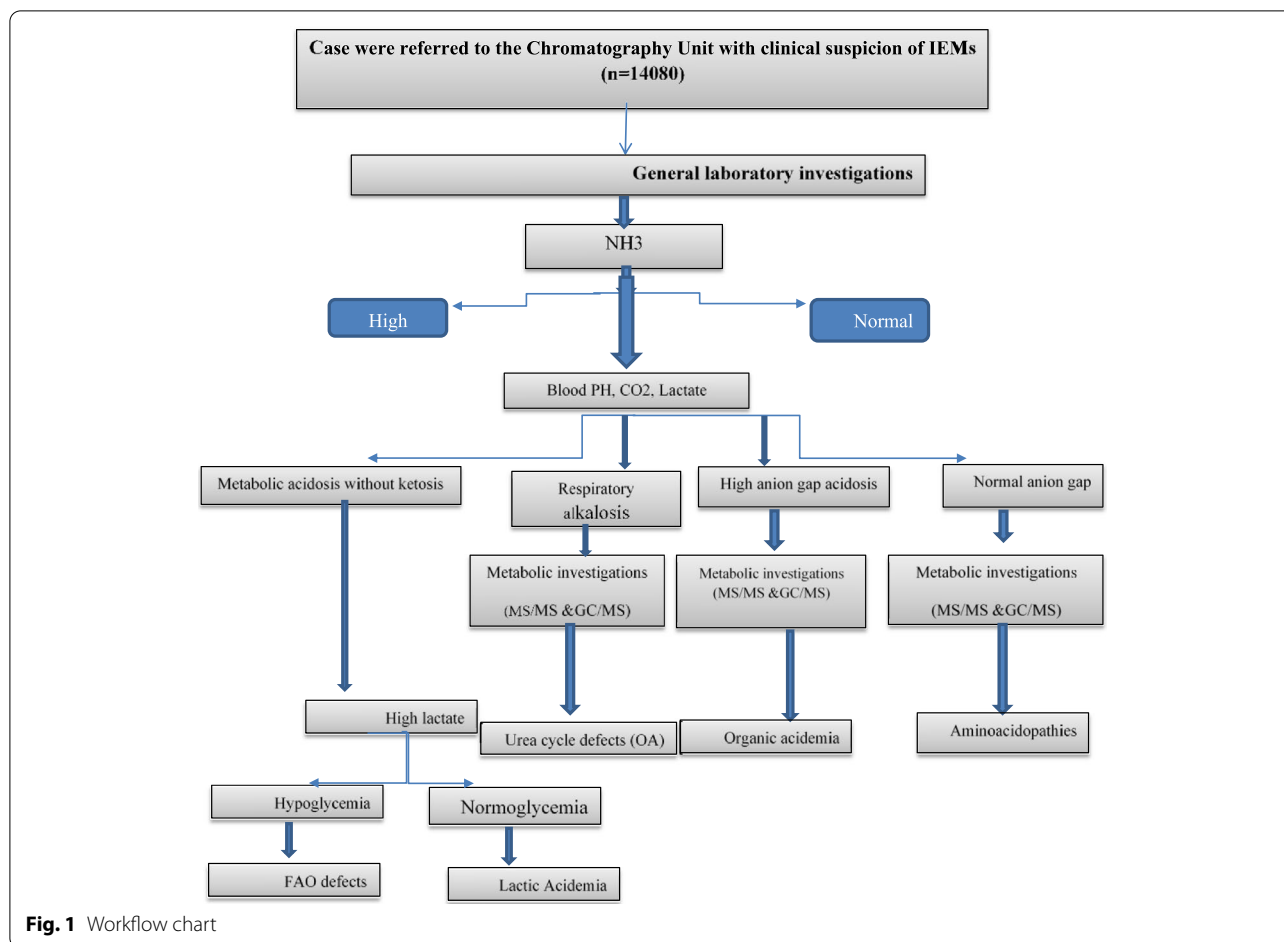 Case were referred to the Chromatography Unit with clinical suspicion of IEMs
(n=14080)
General laboratory investigations
NH3
High
Normal
Blood PH, CO2, Lactate
Metabolic acidosis without ketosis
Respiratory
alkalosis
High anion gap acidosis
Normal anion gap
Metabolic investigations
(MS/MS &GC/MS)
Metabolic investigations
(MS/MS &GC/MS)
Metabolic investigations
(MS/MS &GC/MS)
High lactate
Urea cycle defects (OA)
Organic acidemia
Aminoacidopathies
Hypoglycemia
Normoglycemia
FAO defects
Lactic Acidemia
Fig. 1 Workflow chart